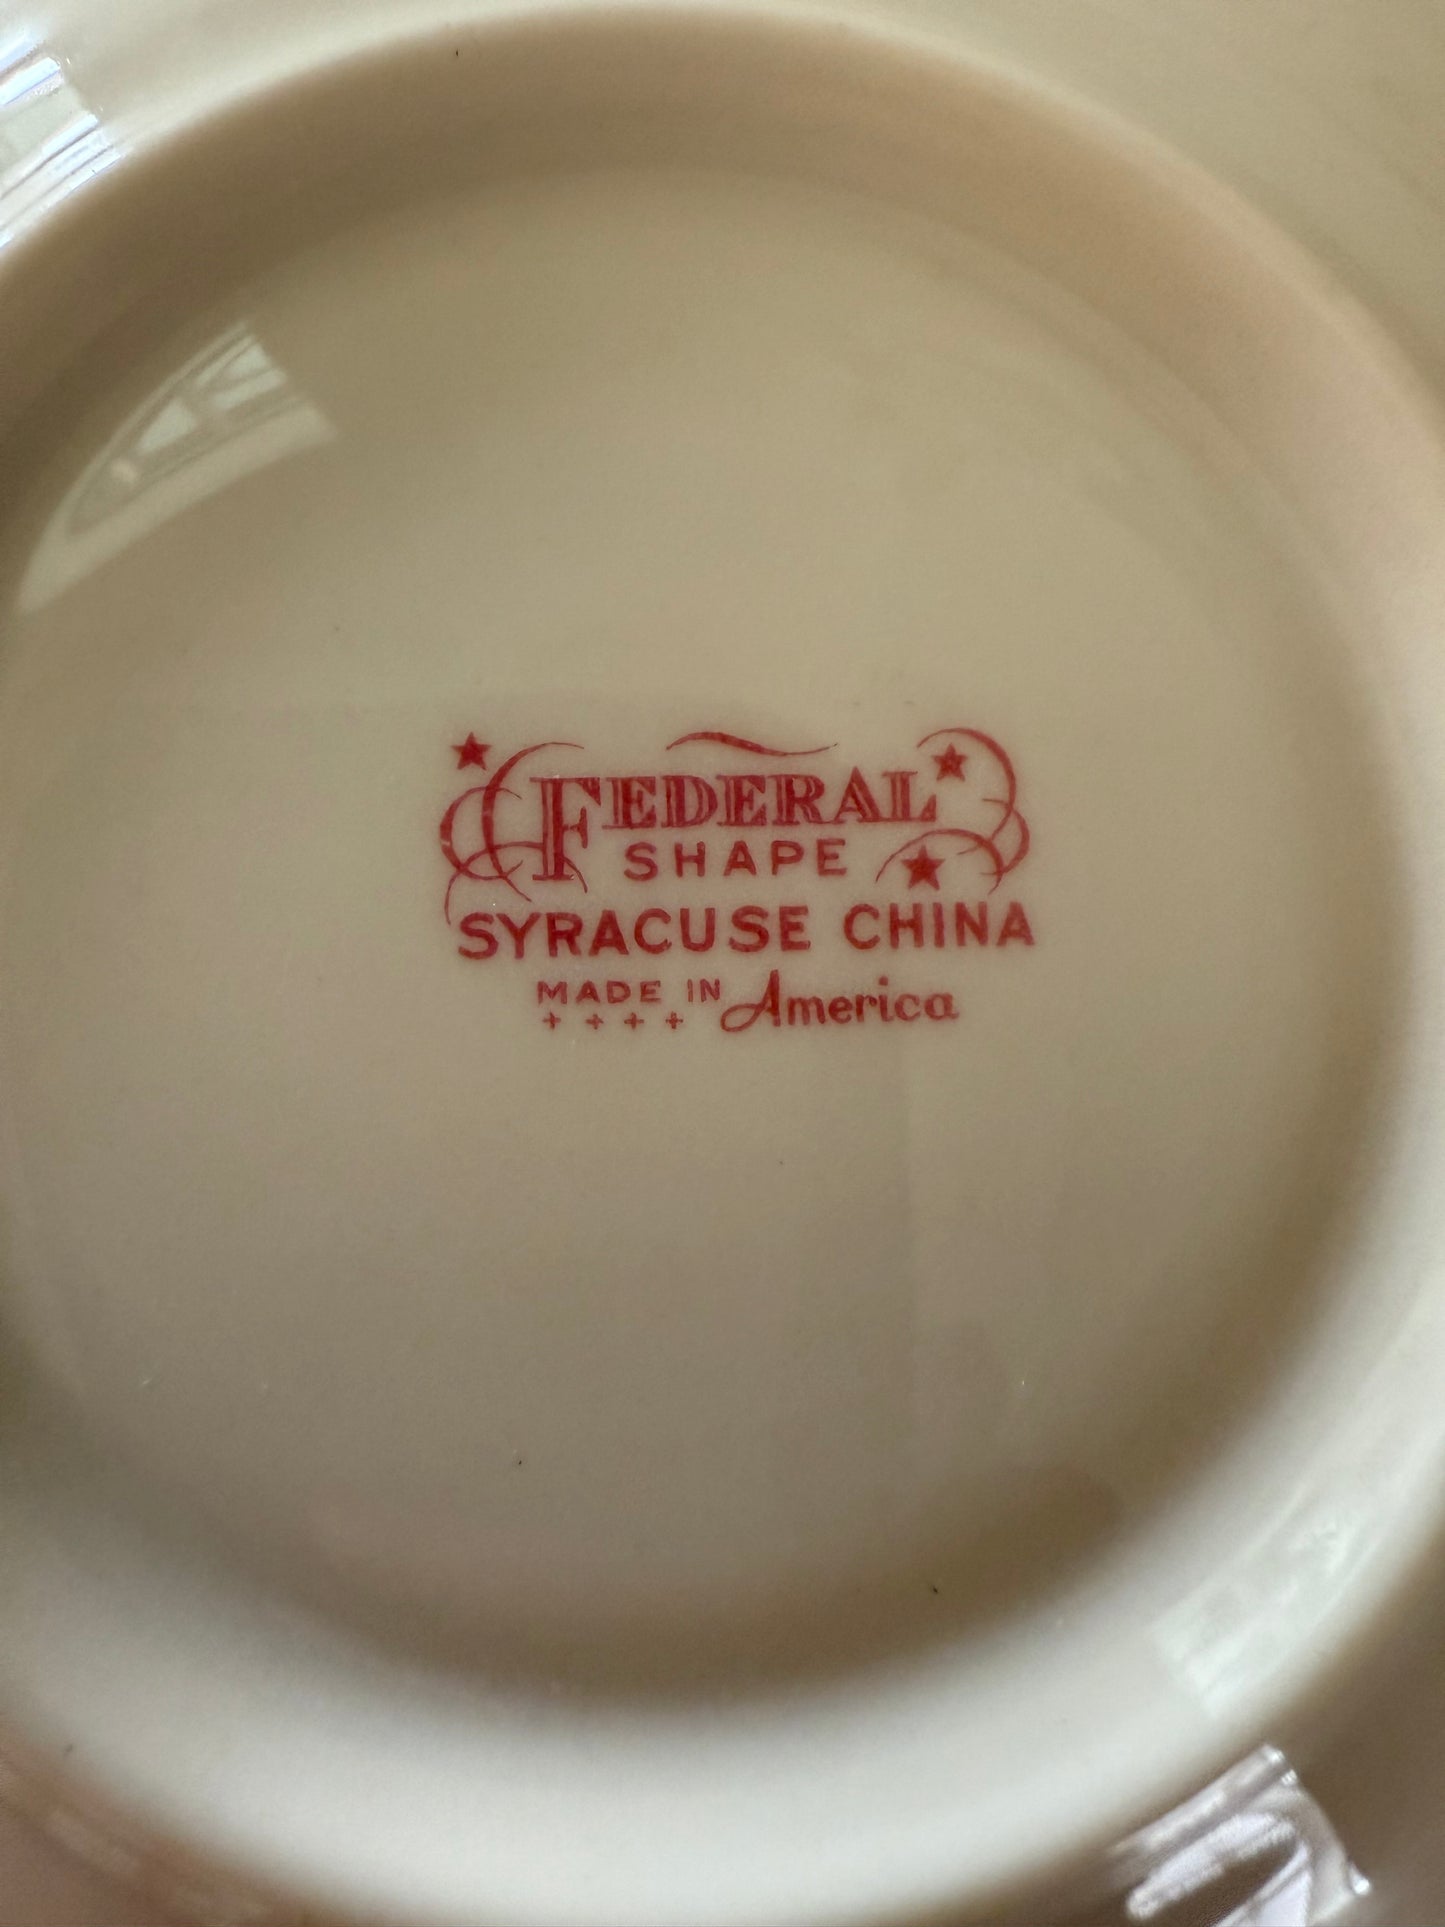 FEDERAL
SHAPE
SYRACUSE CHINA
MADE IN America
++++